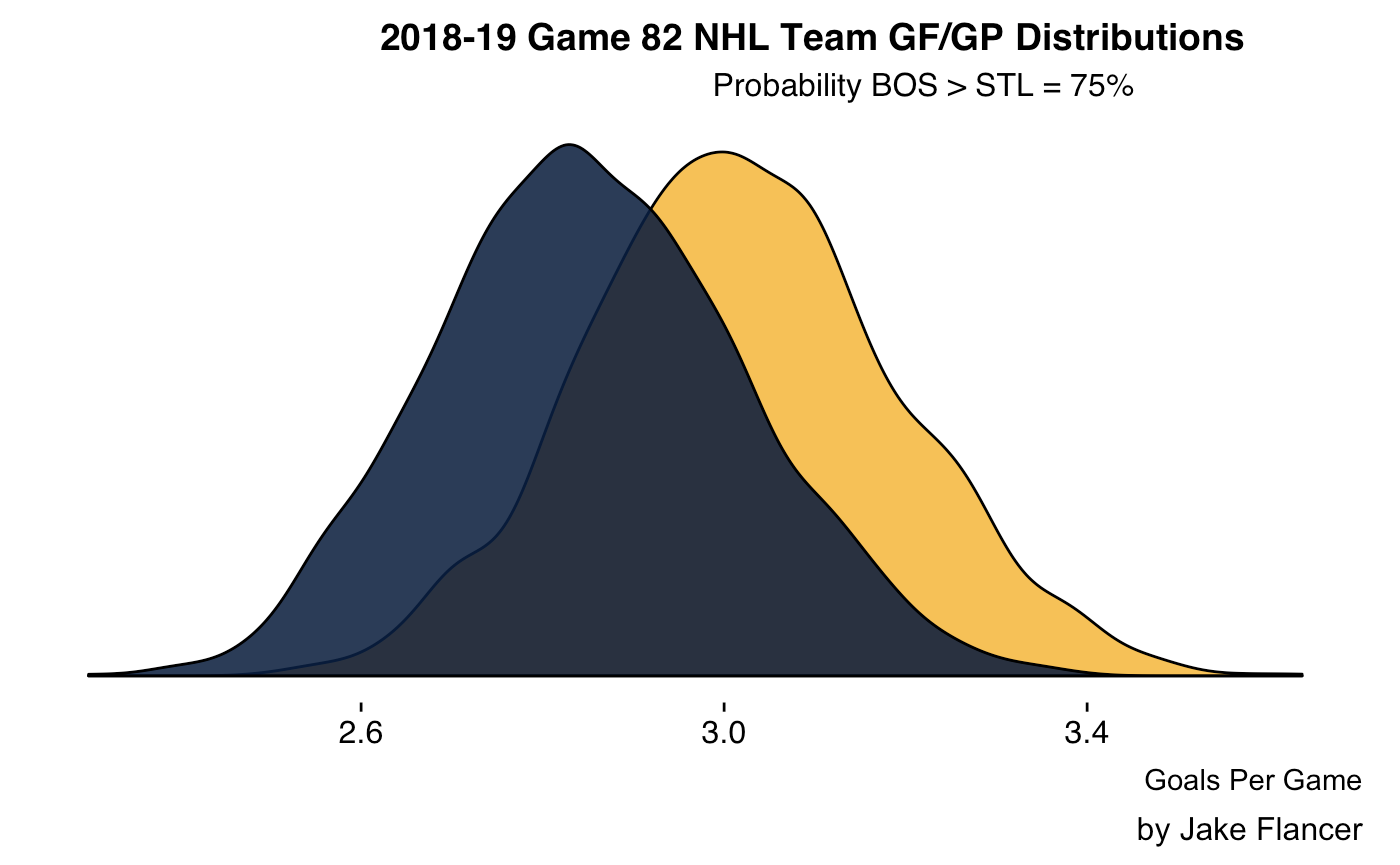 2018-19 Game 82 NHL Team GF/GP Distributions
Probability BOS > STL = 75%
2.6 3.0 3.4
Goals Per Game
by Jake Flancer